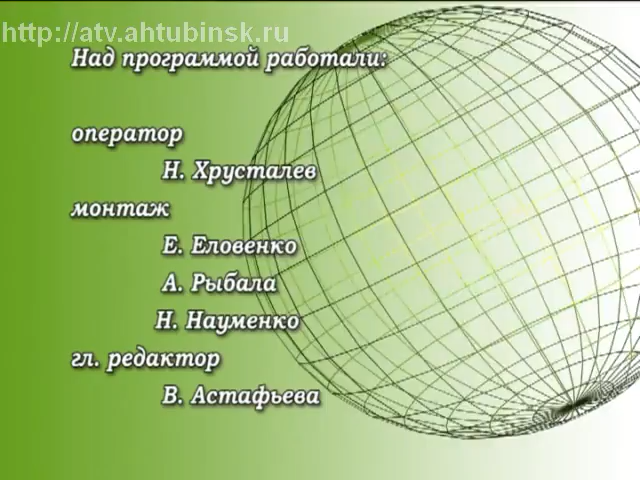 http://atv.ahtubinsk.ru
Над программой работали:
оператор
Н. Хрусталев
монтаж
Е. Еловенко
А. Рыбала
Н. Науменко
гл. редактор
В. Астафьева